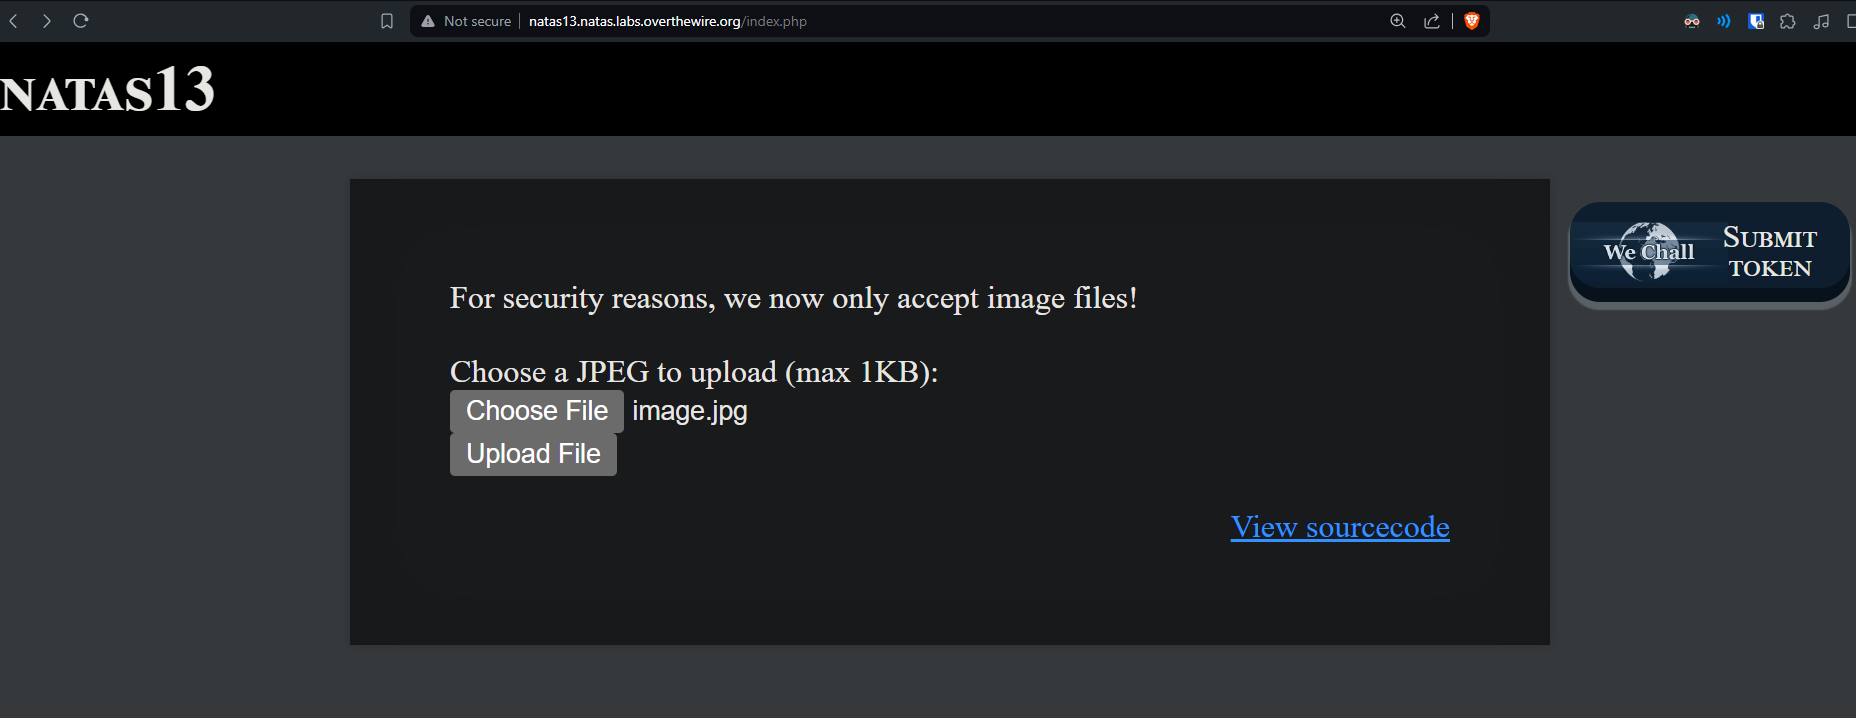 Not secure natas13.natas.labs.overthewire.org/index.php
NATAS13
For security reasons, we now only accept image files!
We Chall
SUBMIT
TOKEN
Choose a JPEG to upload (max 1KB):
Choose File image.jpg
Upload File
View sourcecode